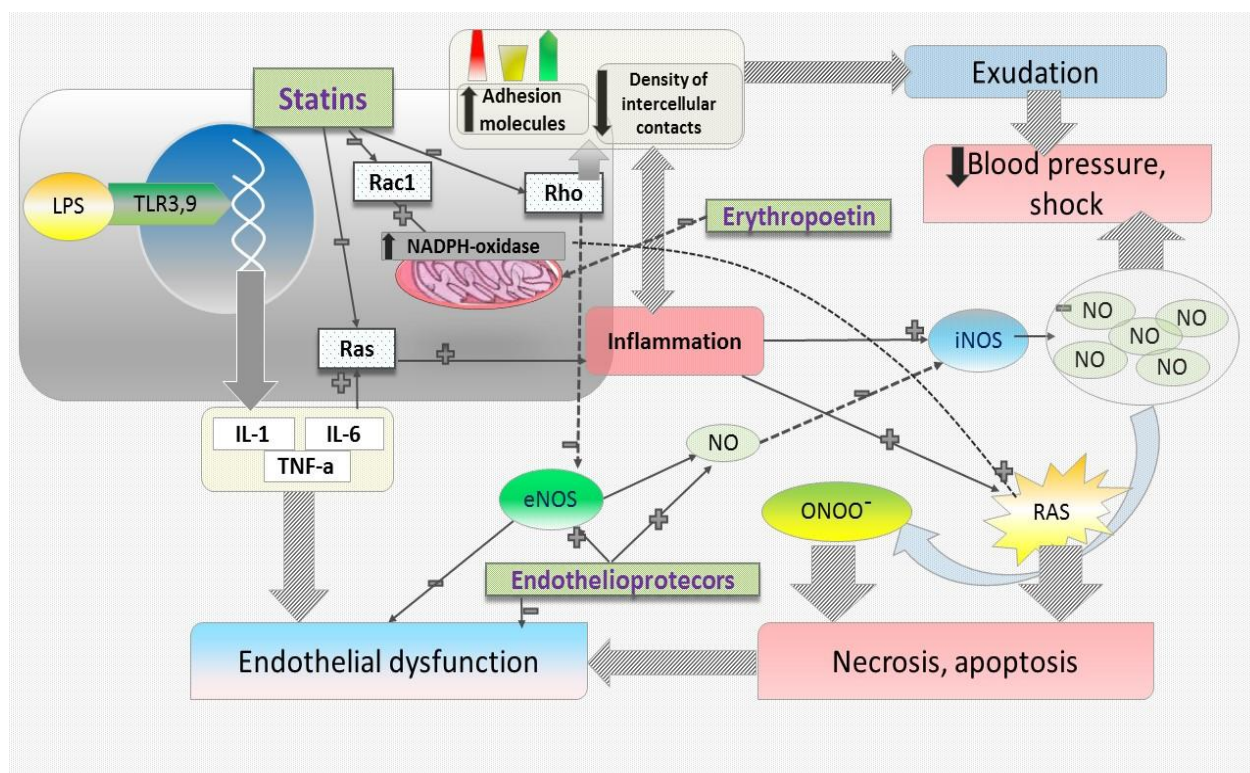 Statins
Adhesion
molecules
Density of
intercellular
contacts
Exudation
Blood pressure,
shock
LPS
TLR3,9
Rac1
Rho
NADPH-oxidase
Erythropoetin
Ras
Inflammation
iNOS
NO
NO
NO
NO
NO
IL-1
IL-6
TNF-a
NO
eNOS
ONOO⁻
RAS
Endothelioprotecors
Endothelial dysfunction
Necrosis, apoptosis